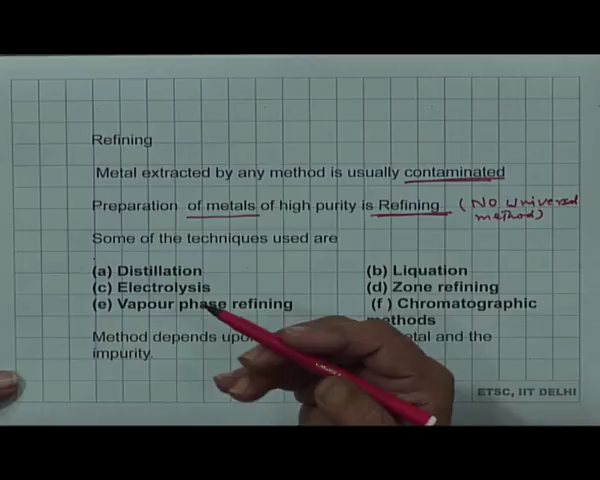 Refining
Metal extracted by any method is usually contaminated
Preparation of metals of high purity is Refining (NO Universal method)
Some of the techniques used are
(a) Distillation (b) Liquation
(c) Electrolysis (d) Zone refining
(e) Vapour phase refining (f ) Chromatographic methods
Method depends upon etal and the
impurity.
ETSC, IIT DELHI